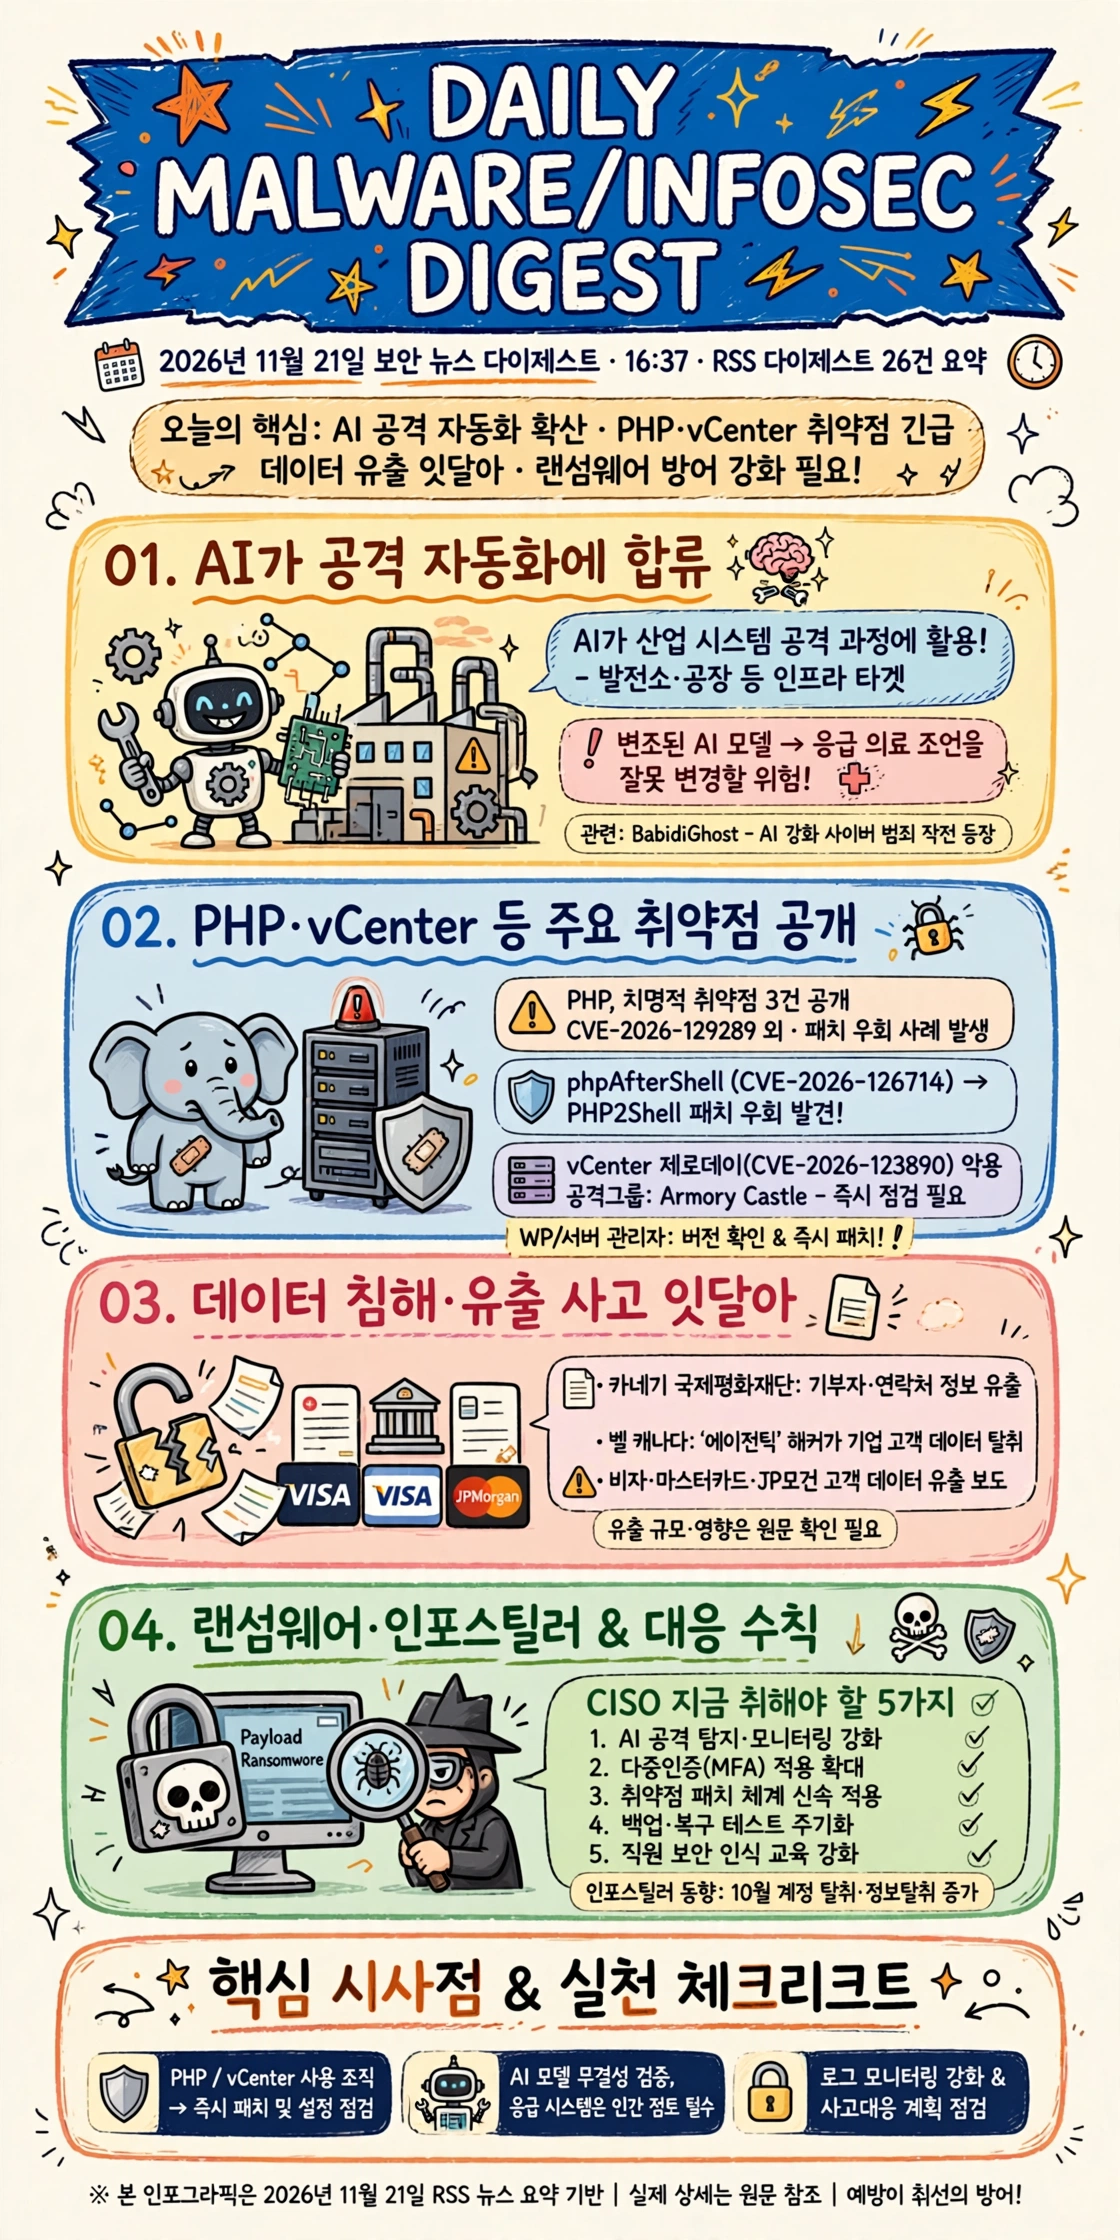 DAILY
MALWARE/INFOSEC
DIGEST
2026년 11월 21일 보안 뉴스 다이제스트 · 16:37 · RSS 다이제스트 26건 요약
오늘의 핵심: AI 공격 자동화 확산 · PHP·vCenter 취약점 긴급
데이터 유출 잇달아 · 랜섬웨어 방어 강화 필요!
01. AI가 공격 자동화에 합류
AI가 산업 시스템 공격 과정에 활용!
- 발전소·공장 등 인프라 타겟
! 변조된 AI 모델 → 응급 의료 조언을
잘못 변경할 위험!
관련: BabidiGhost - AI 강화 사이버 범죄 작전 등장
02. PHP·vCenter 등 주요 취약점 공개
PHP, 치명적 취약점 3건 공개
CVE-2026-129289 외 · 패치 우회 사례 발생
phpAfterShell (CVE-2026-126714) →
PHP2Shell 패치 우회 발견!
vCenter 제로데이(CVE-2026-123890) 악용
공격그룹: Armory Castle - 즉시 점검 필요
WP/서버 관리자: 버전 확인 & 즉시 패치! !
03. 데이터 침해·유출 사고 잇달아
· 카네기 국제평화재단: 기부자·연락처 정보 유출
· 벨 캐나다: ‘에이전틱’ 해커가 기업 고객 데이터 탈취
· 비자·마스터카드·JP모건 고객 데이터 유출 보도
VISA
VISA
JPMorgan
유출 규모·영향은 원문 확인 필요
04. 랜섬웨어·인포스틸러 & 대응 수칙
Payload
Ransomwore
CISO 지금 취해야 할 5가지
1. AI 공격 탐지·모니터링 강화
2. 다중인증(MFA) 적용 확대
3. 취약점 패치 체계 신속 적용
4. 백업·복구 테스트 주기화
5. 직원 보안 인식 교육 강화
인포스틸러 동향: 10월 계정 탈취·정보탈취 증가
핵심 시사점 & 실천 체크리크트
PHP / vCenter 사용 조직
→ 즉시 패치 및 설정 점검
AI 모델 무결성 검증,
응급 시스템은 인간 점토 털수
로그 모니터링 강화 &
사고대응 계획 점검
※ 본 인포그라픽은 2026년 11월 21일 RSS 뉴스 요약 기반 | 실제 상세는 원문 참조 | 예방이 취선의 방어!